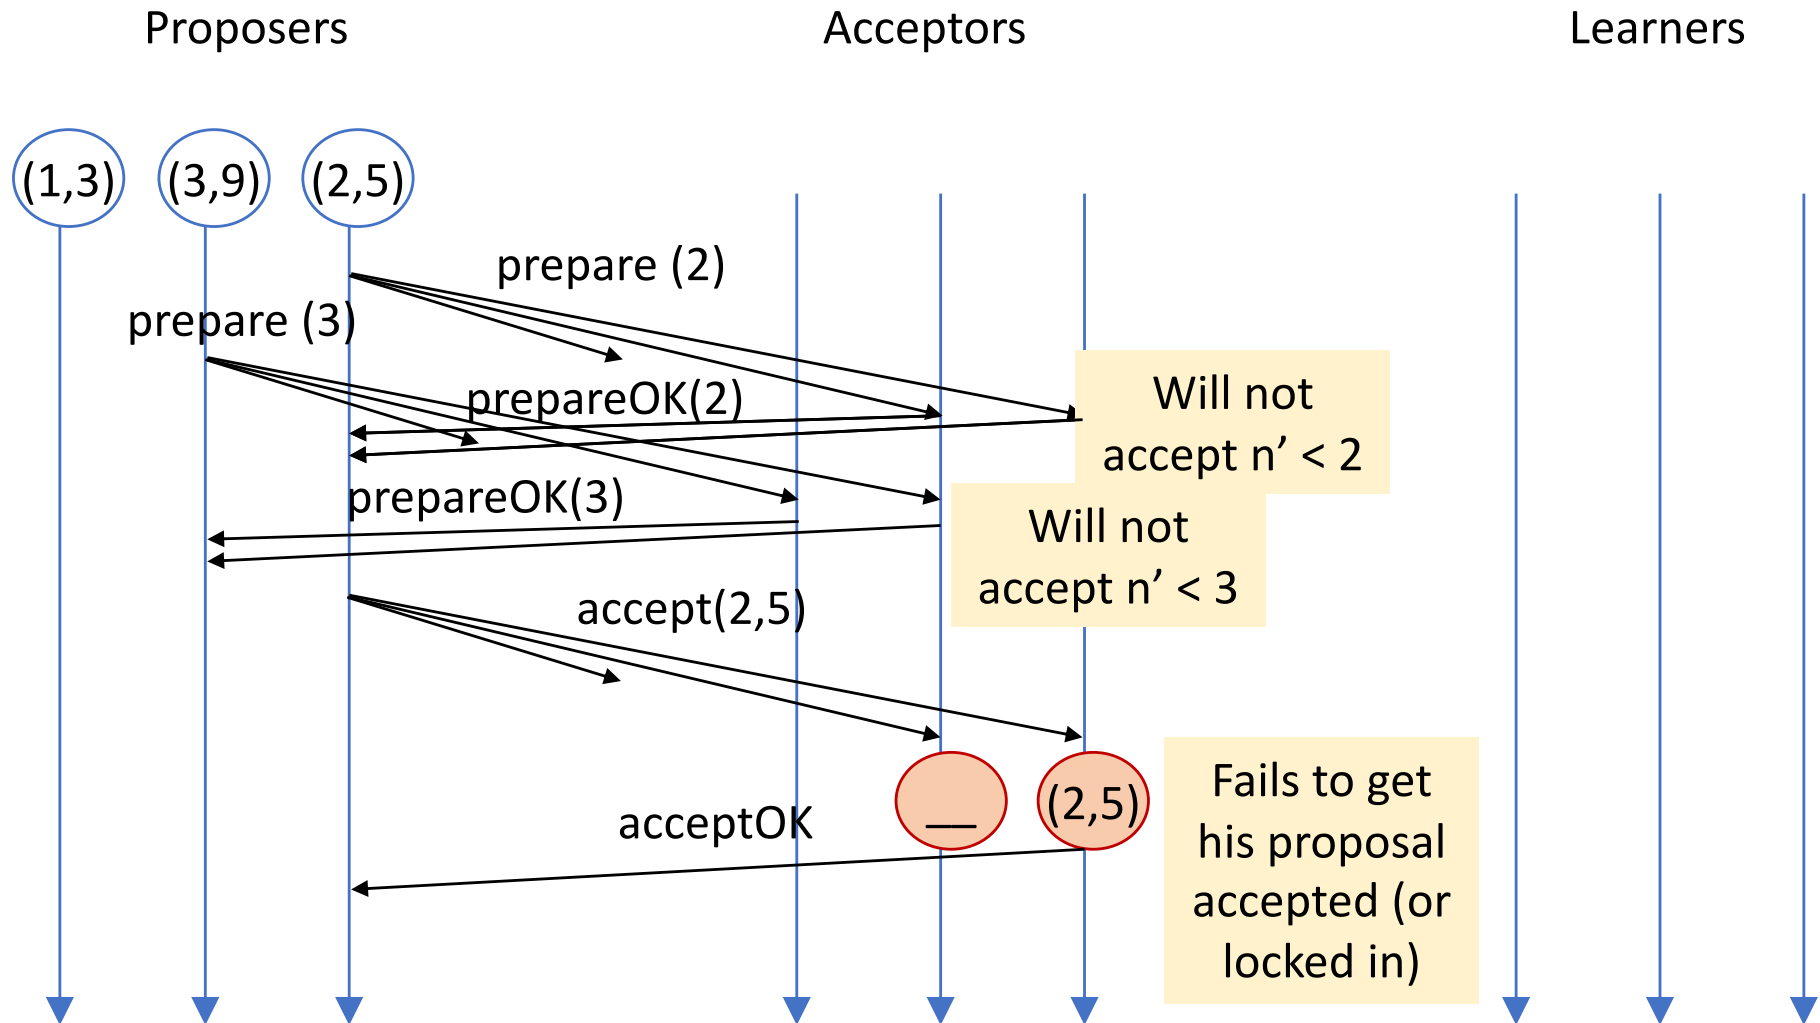 Proposers
Acceptors
Learners
(1,3)
(3,9)
(2,5)
prepare (2)
prepare (3)
prepareOK(2)
Will not
accept n’ < 2
prepareOK(3)
Will not
accept n’ < 3
accept(2,5)
__
(2,5)
acceptOK
Fails to get
his proposal
accepted (or
locked in)